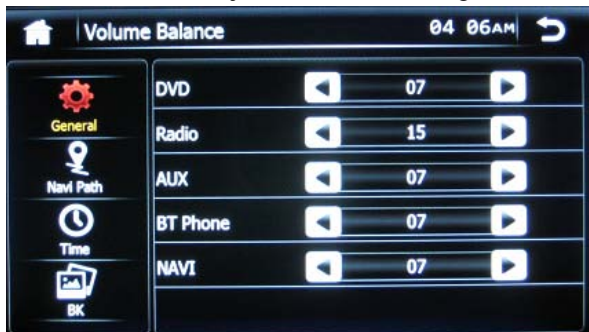 Volume Balance 04 06AM
General
Navi Path
Time
BK
DVD 07
Radio 15
AUX 07
BT Phone 07
NAVI 07